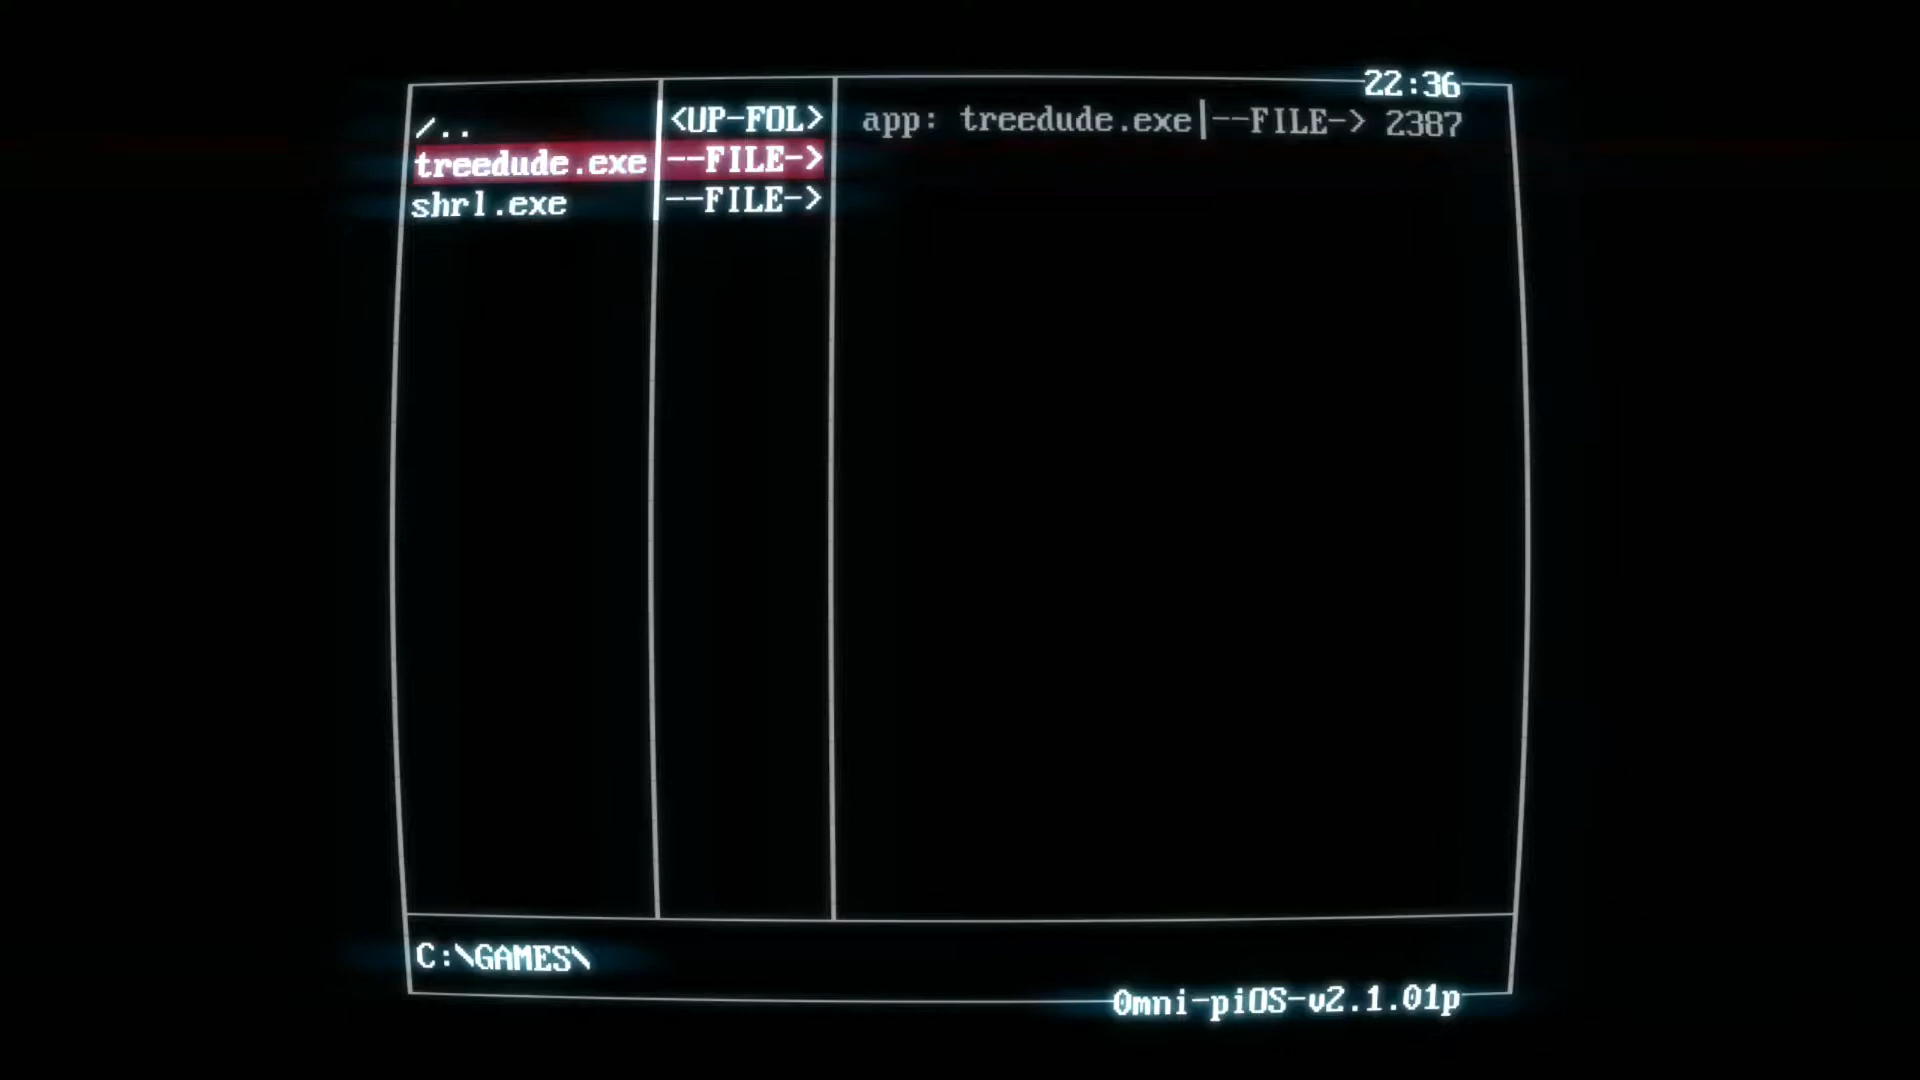 22:36
/.. <UP-FOL> app: treedude.exe|--FILE-> 2387
treedude.exe --FILE->
shrl.exe --FILE->
C:\GAMES\
0mni-piOS-v2.1.01p